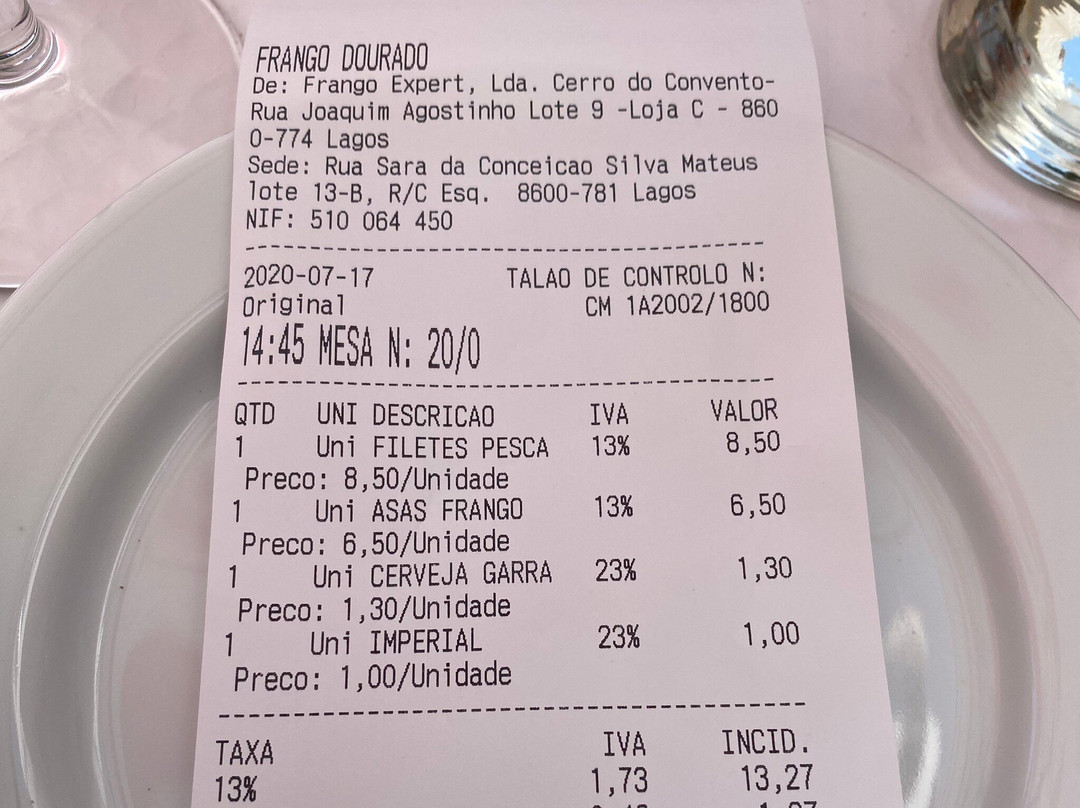 FRANGO DOURADO
De: Frango Expert, Lda. Cerro do Convento-
Rua Joaquim Agostinho Lote 9 -Loja C - 860
0-774 Lagos
Sede: Rua Sara da Conceicao Silva Mateus
lote 13-B, R/C Esq. 8600-781 Lagos
NIF: 510 064 450
2020-07-17 TALAO DE CONTROLO N:
Original CM 1A2002/1800
14:45 MESA N: 20/0
QTD UNI DESCRICAO IVA VALOR
1 Uni FILETES PESCA 13% 8,50
Preco: 8,50/Unidade
1 Uni ASAS FRANGO 13% 6,50
Preco: 6,50/Unidade
1 Uni CERVEJA GARRA 23% 1,30
Preco: 1,30/Unidade
1 Uni IMPERIAL 23% 1,00
Preco: 1,00/Unidade
TAXA IVA INCID.
13% 1,73 13,27